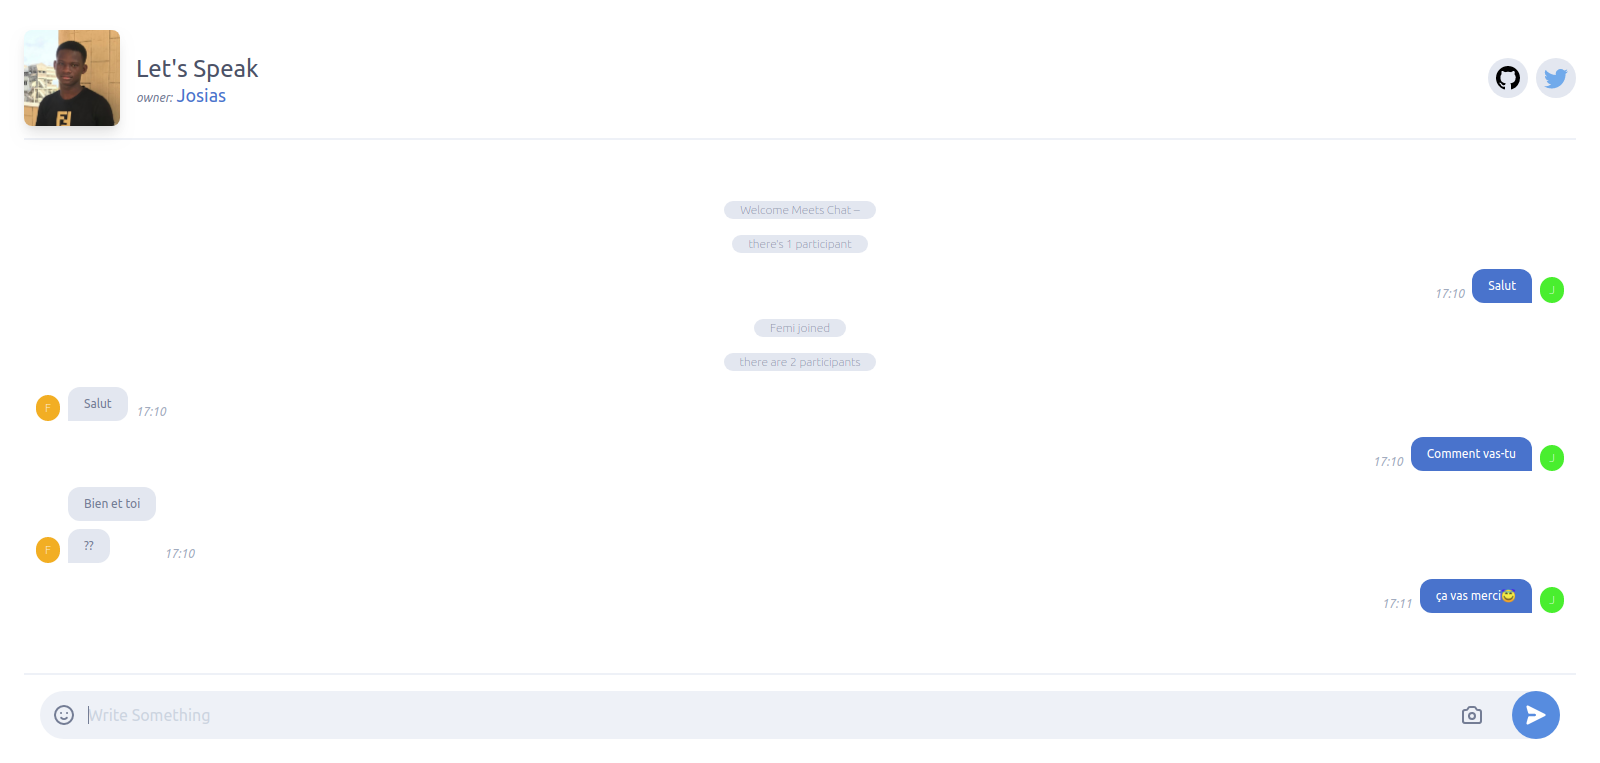 Let's Speak
owner: Josias
Welcome Meets Chat –
there's 1 participant
17:10 Salut J
Femi joined
there are 2 participants
F Salut 17:10
17:10 Comment vas-tu J
Bien et toi
F ?? 17:10
17:11 ça vas merci😇 J
Write Something